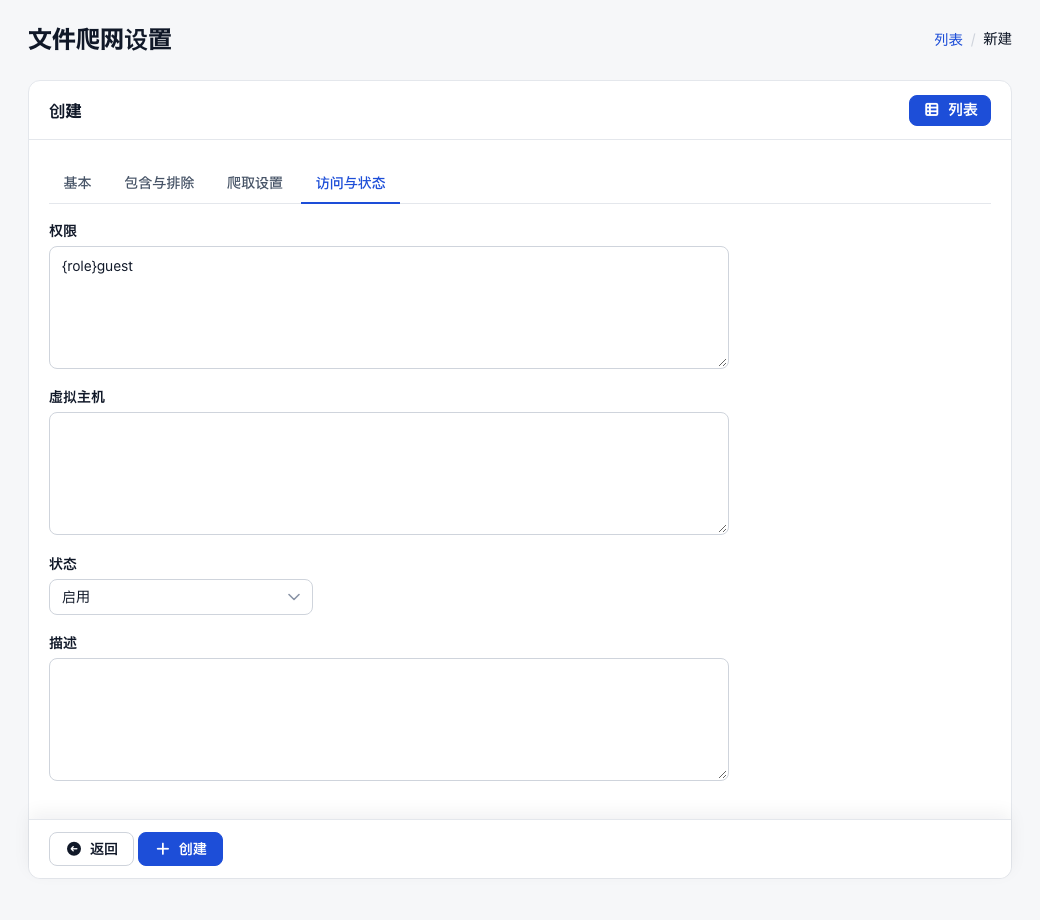 文件爬网设置
列表 / 新建
创建
列表
基本 包含与排除 爬取设置 访问与状态
权限
{role}guest
虚拟主机
状态
启用
描述
返回 创建